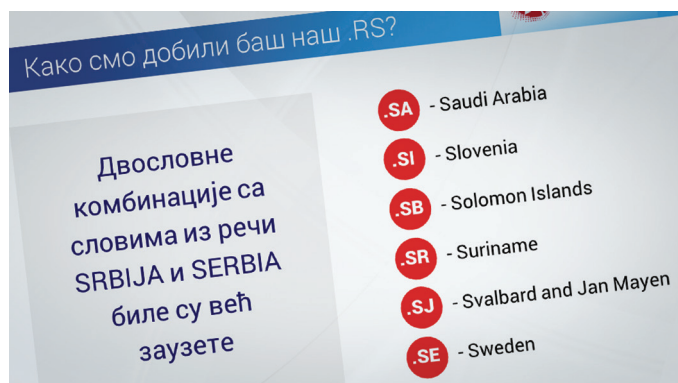 Како смо добили баш наш .RS?
Двословне
комбинације са
словима из речи
SRBIJA и SERBIA
биле су већ
заузете
.SA - Saudi Arabia
.SI - Slovenia
.SB - Solomon Islands
.SR - Suriname
.SJ - Svalbard and Jan Mayen
.SE - Sweden